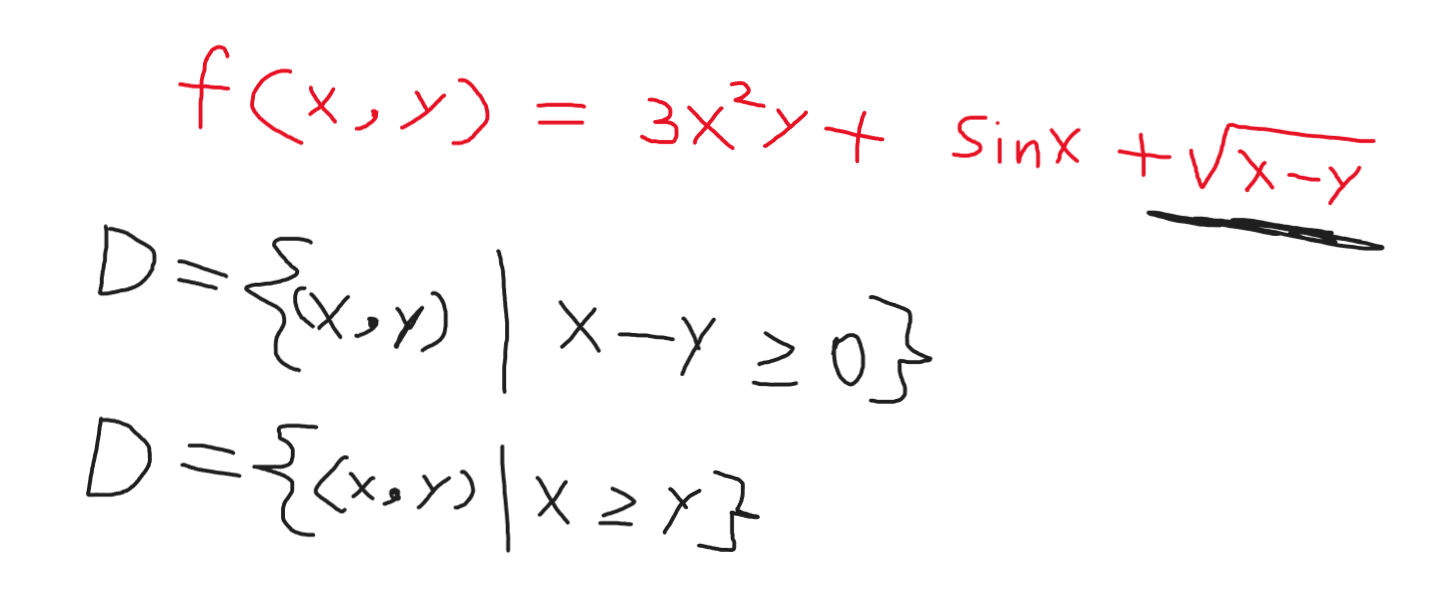 f(x,y) = 3x²y + sinx + √(x-y)
D = {(x,y) | x-y ≥ 0}
D = {(x,y) | x ≥ y}